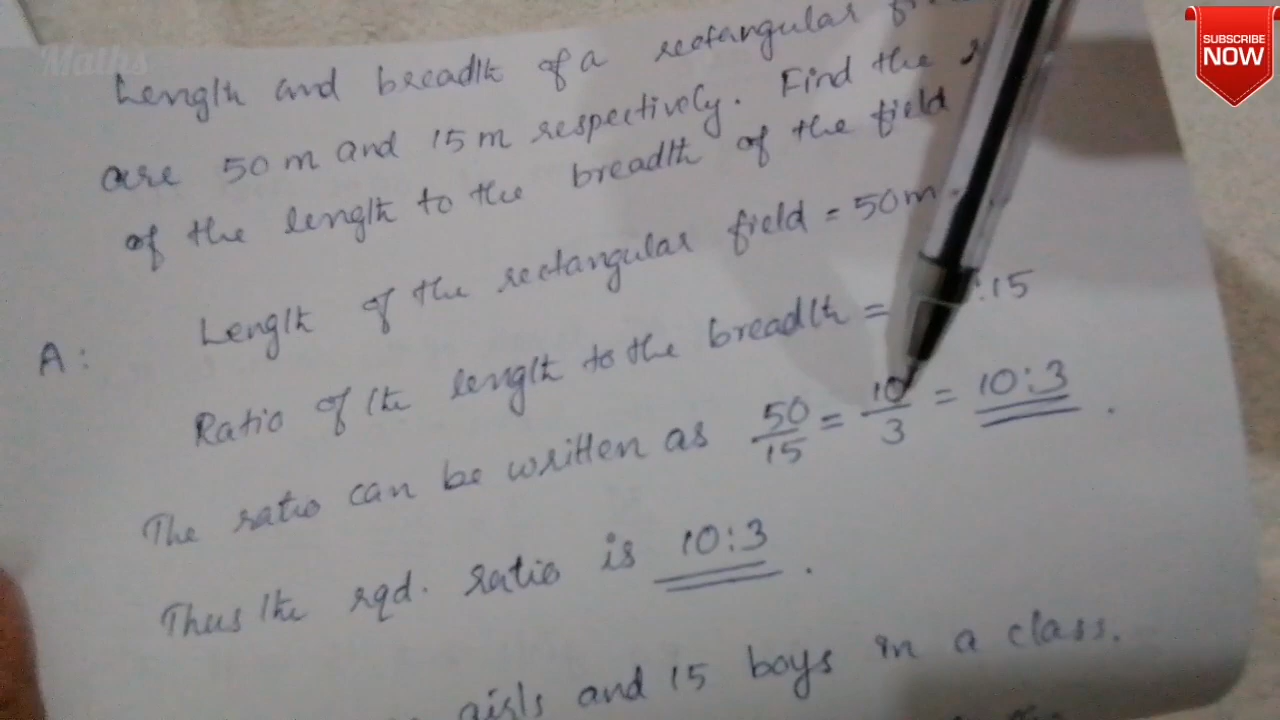 Maths
SUBSCRIBE
NOW
Length and breadth of a rectangular
are 50m and 15m respectively. Find the
of the length to the breadth of the field
A: Length of the rectangular field = 50m
Ratio of the length to the breadth = :15
The ratio can be written as 50/15 = 10/3 = 10:3.
Thus the rqd. ratio is 10:3.
girls and 15 boys in a class.